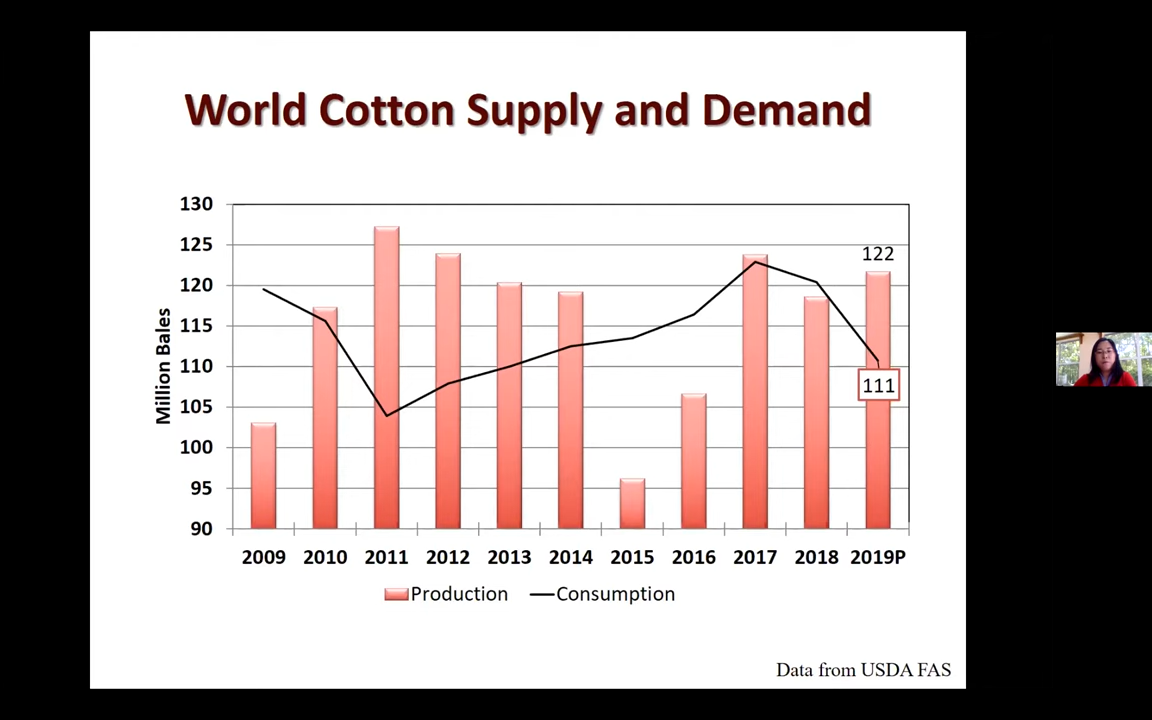 World Cotton Supply and Demand
130
125
120
115
110
105
100
95
90
Million Bales
122
111
2009 2010 2011 2012 2013 2014 2015 2016 2017 2018 2019P
Production Consumption
Data from USDA FAS